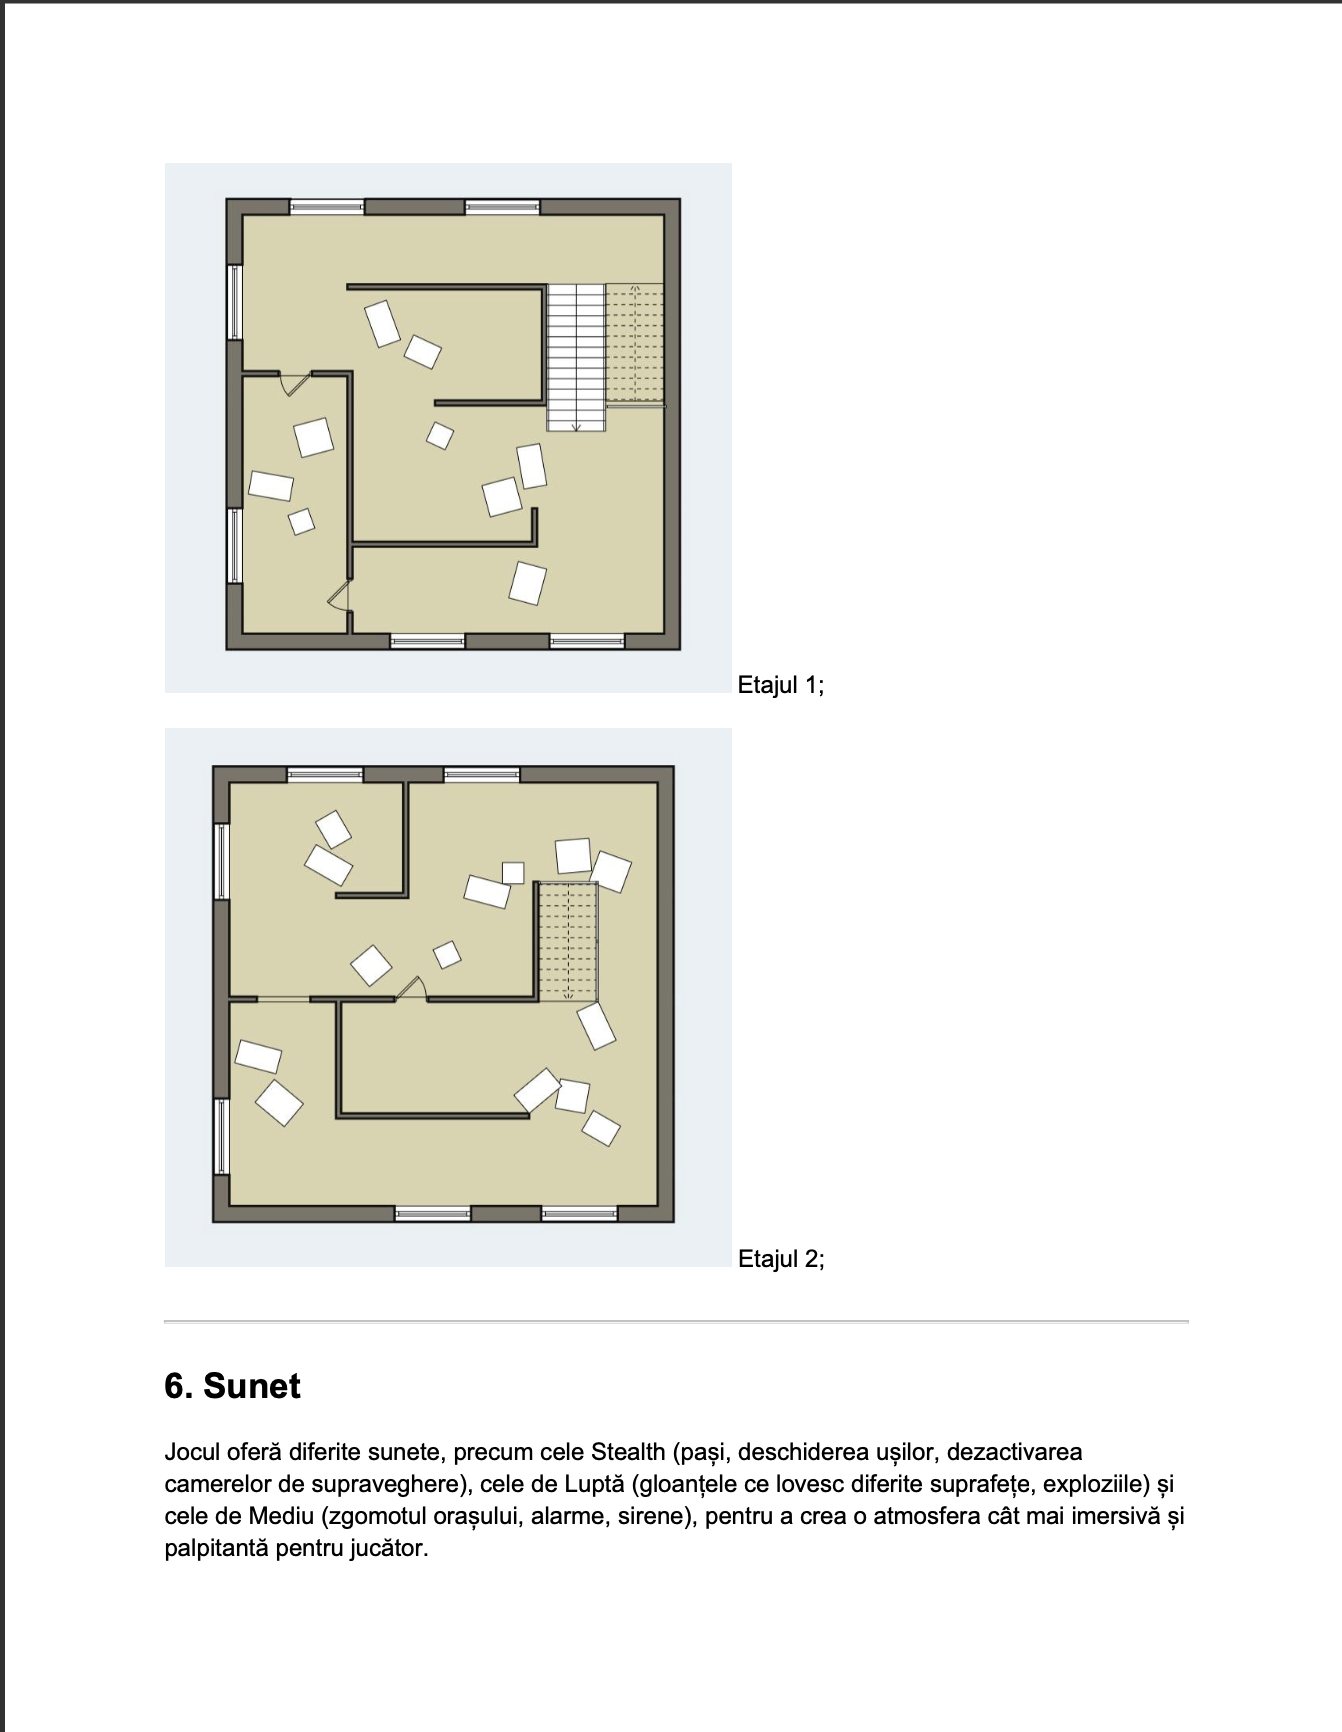 Etajul 1;
Etajul 2;
6. Sunet
Jocul oferă diferite sunete, precum cele Stealth (pași, deschiderea ușilor, dezactivarea
camerelor de supraveghere), cele de Luptă (gloanțele ce lovesc diferite suprafețe, exploziile) și
cele de Mediu (zgomotul orașului, alarme, sirene), pentru a crea o atmosfera cât mai imersivă și
palpitantă pentru jucător.